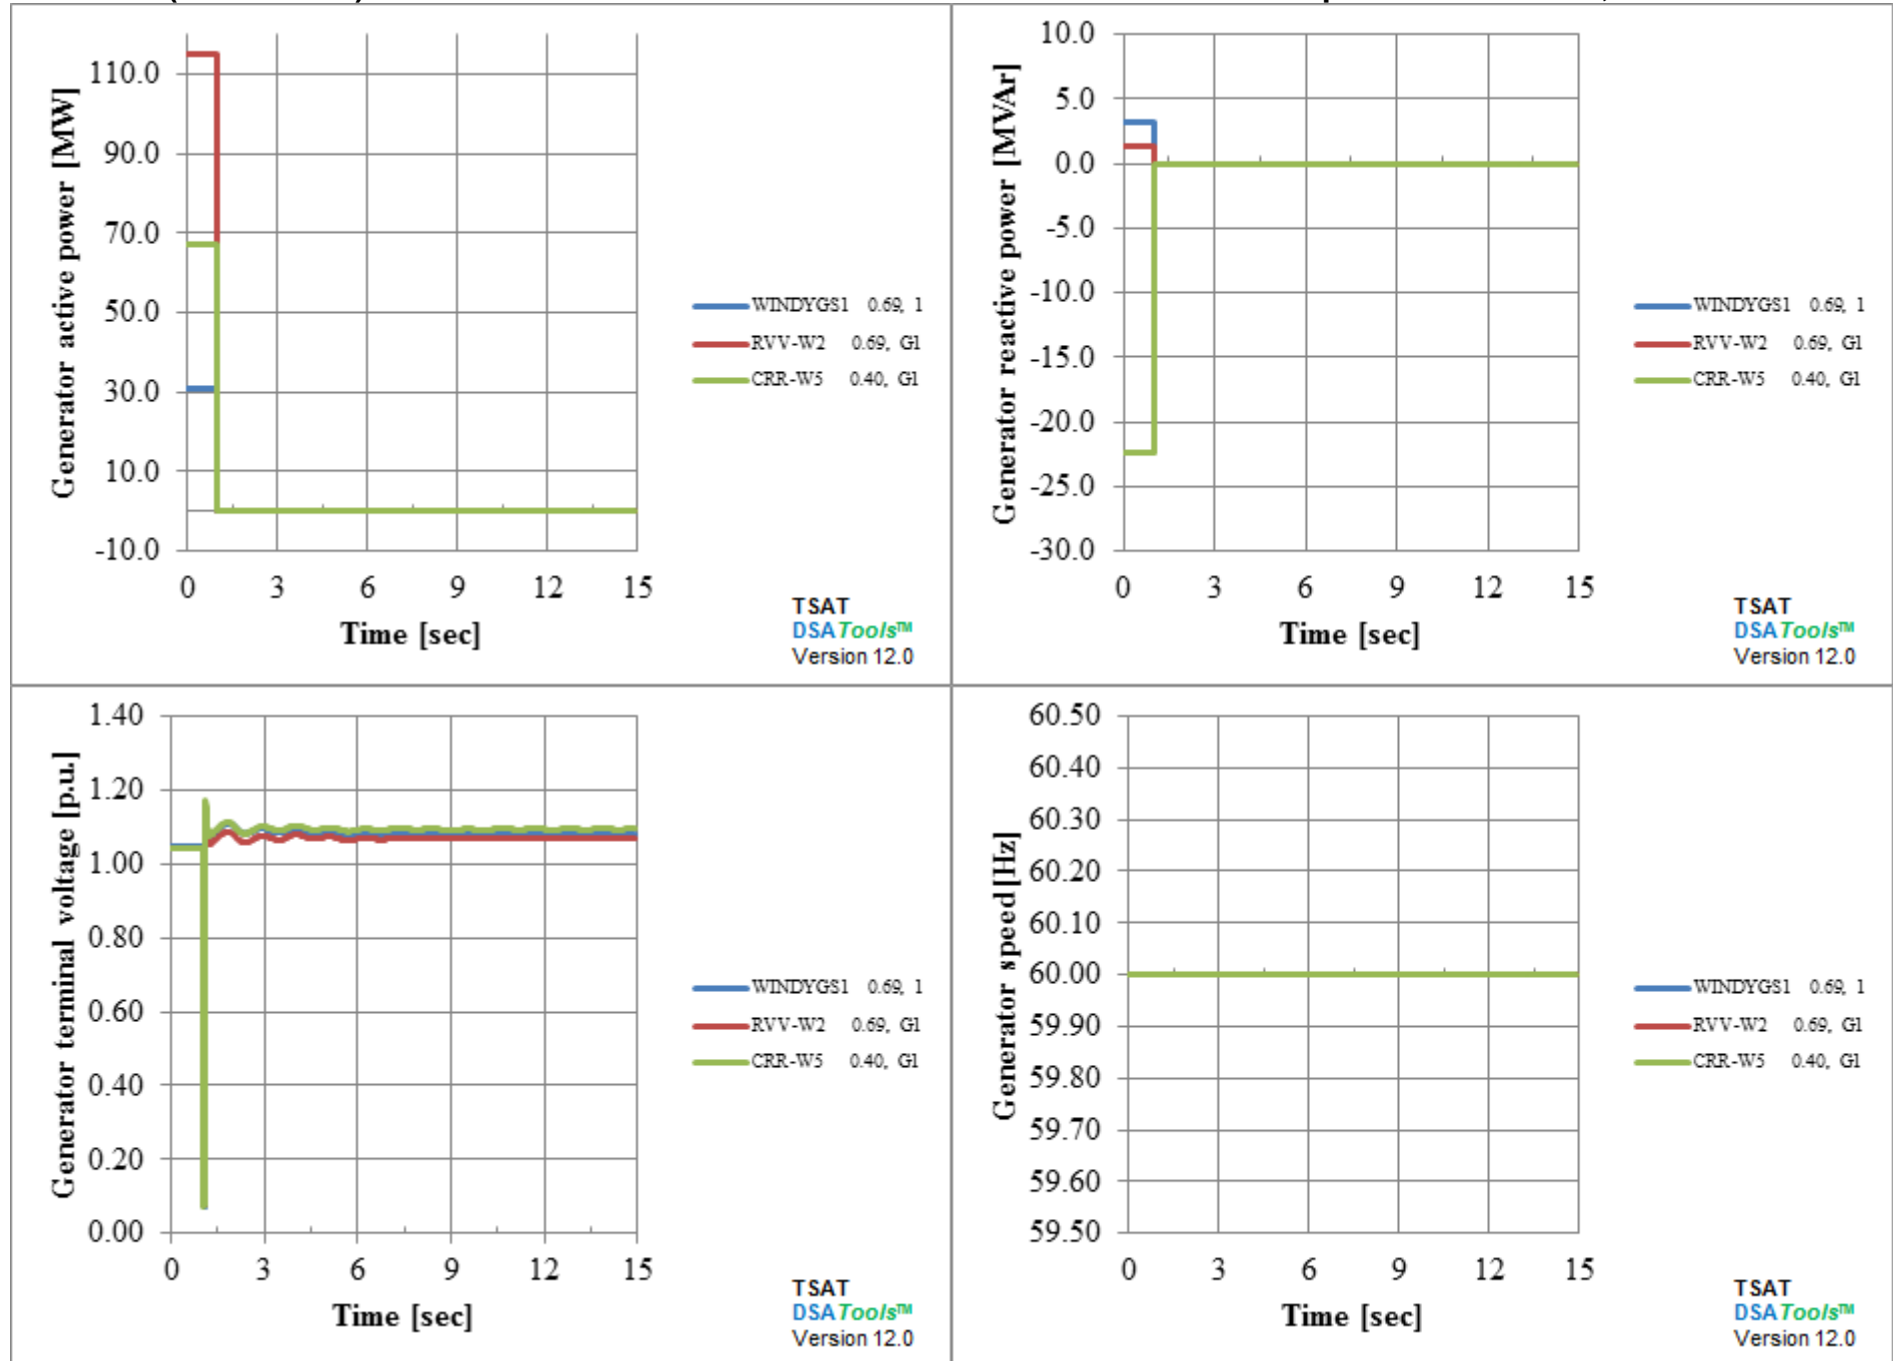 Generator active power [MW]
110.0
90.0
70.0
50.0
30.0
10.0
-10.0
0 3 6 9 12 15
Time [sec]
WINDYGS1 0.69, 1
RVV-W2 0.69, G1
CRR-W5 0.40, G1
TSAT
DSATools™
Version 12.0
Generator reactive power [MVAr]
10.0
5.0
0.0
-5.0
-10.0
-15.0
-20.0
-25.0
-30.0
0 3 6 9 12 15
Time [sec]
WINDYGS1 0.69, 1
RVV-W2 0.69, G1
CRR-W5 0.40, G1
TSAT
DSATools™
Version 12.0
Generator terminal voltage [p.u.]
1.40
1.20
1.00
0.80
0.60
0.40
0.20
0.00
0 3 6 9 12 15
Time [sec]
WINDYGS1 0.69, 1
RVV-W2 0.69, G1
CRR-W5 0.40, G1
TSAT
DSATools™
Version 12.0
Generator speed[Hz]
60.50
60.40
60.30
60.20
60.10
60.00
59.90
59.80
59.70
59.60
59.50
0 3 6 9 12 15
Time [sec]
WINDYGS1 0.69, 1
RVV-W2 0.69, G1
CRR-W5 0.40, G1
TSAT
DSATools™
Version 12.0